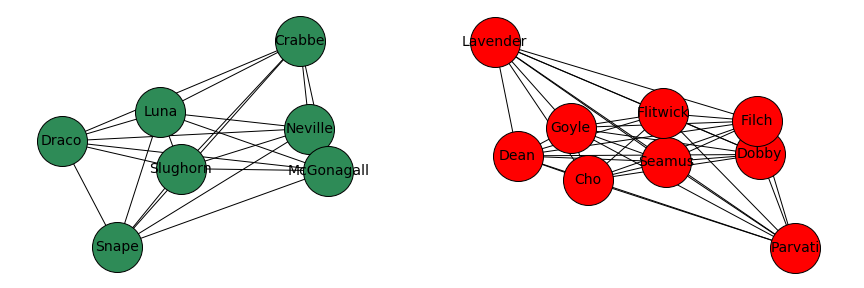 Crabbe
Luna
Neville
Draco
Slughorn
McGonagall
Snape
Lavender
Flitwick
Filch
Goyle
Dean
Seamus
Dobby
Cho
Parvati